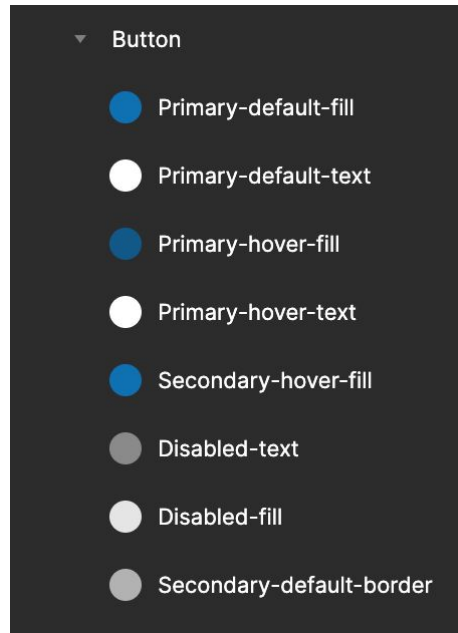 Button
Primary-default-fill
Primary-default-text
Primary-hover-fill
Primary-hover-text
Secondary-hover-fill
Disabled-text
Disabled-fill
Secondary-default-border